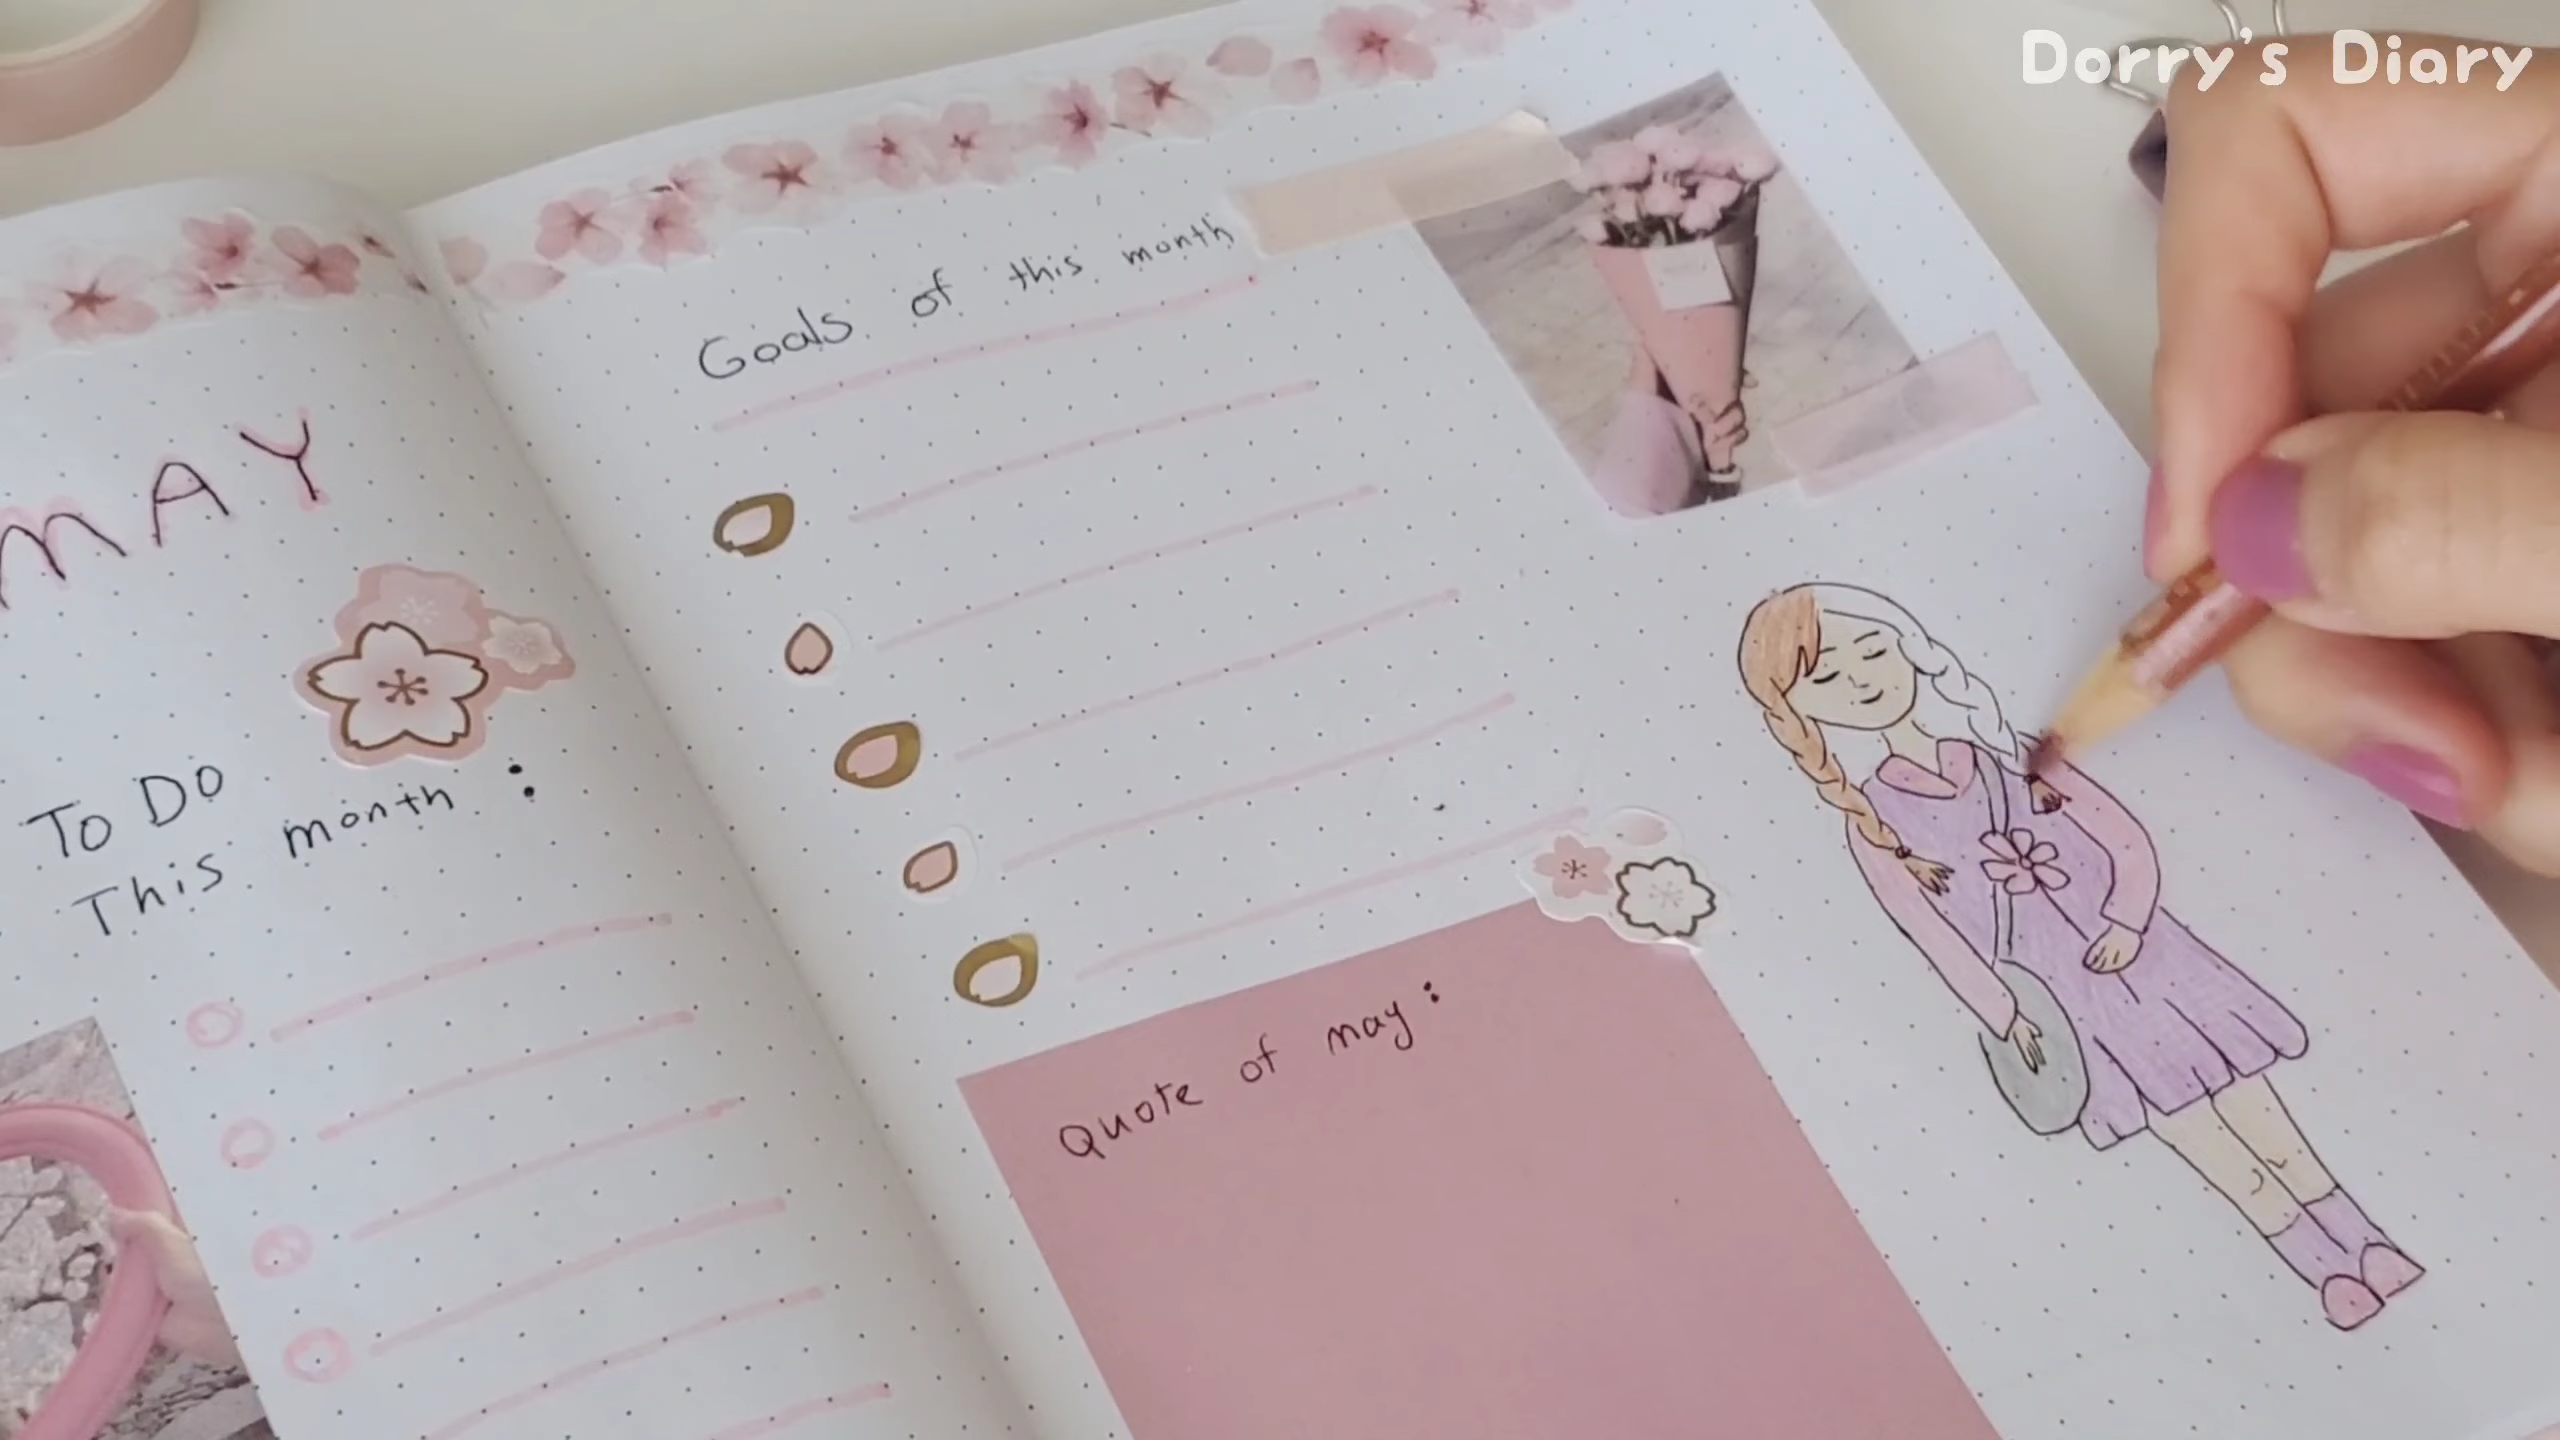 Dorry's Diary
MAY
To Do
This month :
Goals of this month
Quote of may :